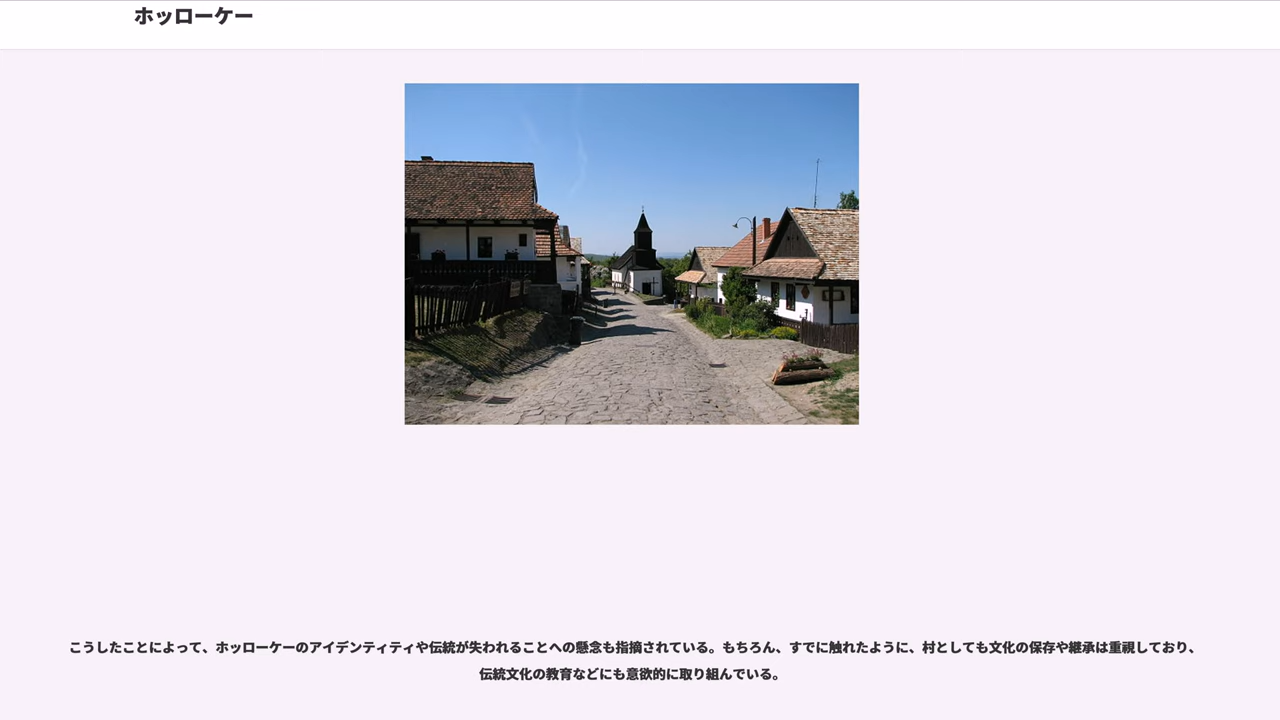 ホッローケー
こうしたことによって、ホッローケーのアイデンティティや伝統が失われることへの懸念も指摘されている。もちろん、すでに触れたように、村としても文化の保存や継承は重視しており、
伝統文化の教育などにも意欲的に取り組んでいる。